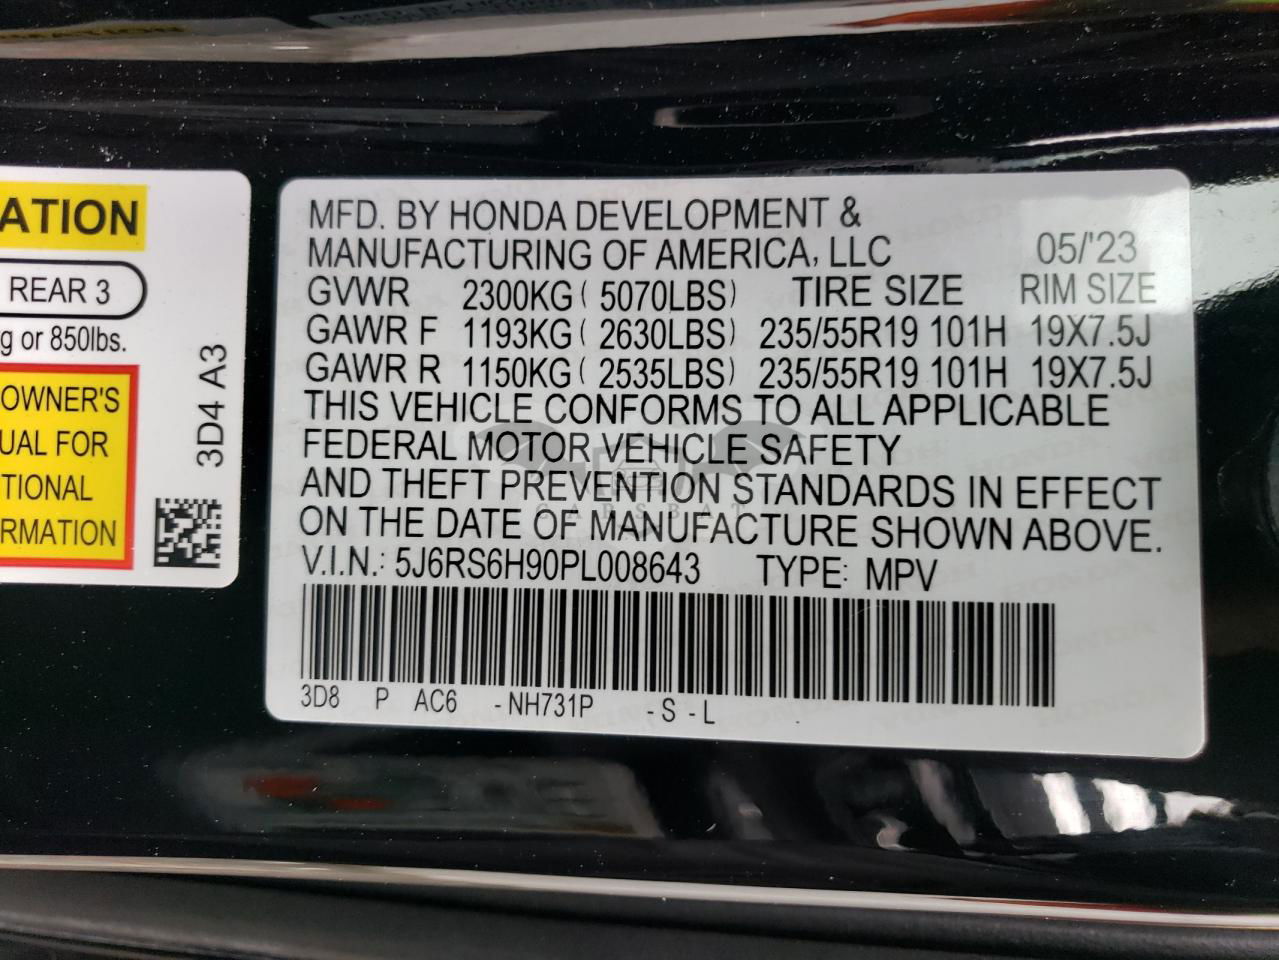 ATION
REAR 3
g or 850lbs.
OWNER'S
UAL FOR
TIONAL
RMATION
3D4 A3
MFD. BY HONDA DEVELOPMENT &
MANUFACTURING OF AMERICA, LLC 05/'23
GVWR 2300KG ( 5070LBS) TIRE SIZE RIM SIZE
GAWR F 1193KG ( 2630LBS) 235/55R19 101H 19X7.5J
GAWR R 1150KG ( 2535LBS) 235/55R19 101H 19X7.5J
THIS VEHICLE CONFORMS TO ALL APPLICABLE
FEDERAL MOTOR VEHICLE SAFETY
AND THEFT PREVENTION STANDARDS IN EFFECT
CARSBAT
ON THE DATE OF MANUFACTURE SHOWN ABOVE.
V.I.N.: 5J6RS6H90PL008643 TYPE: MPV
3D8 P AC6 -NH731P -S -L